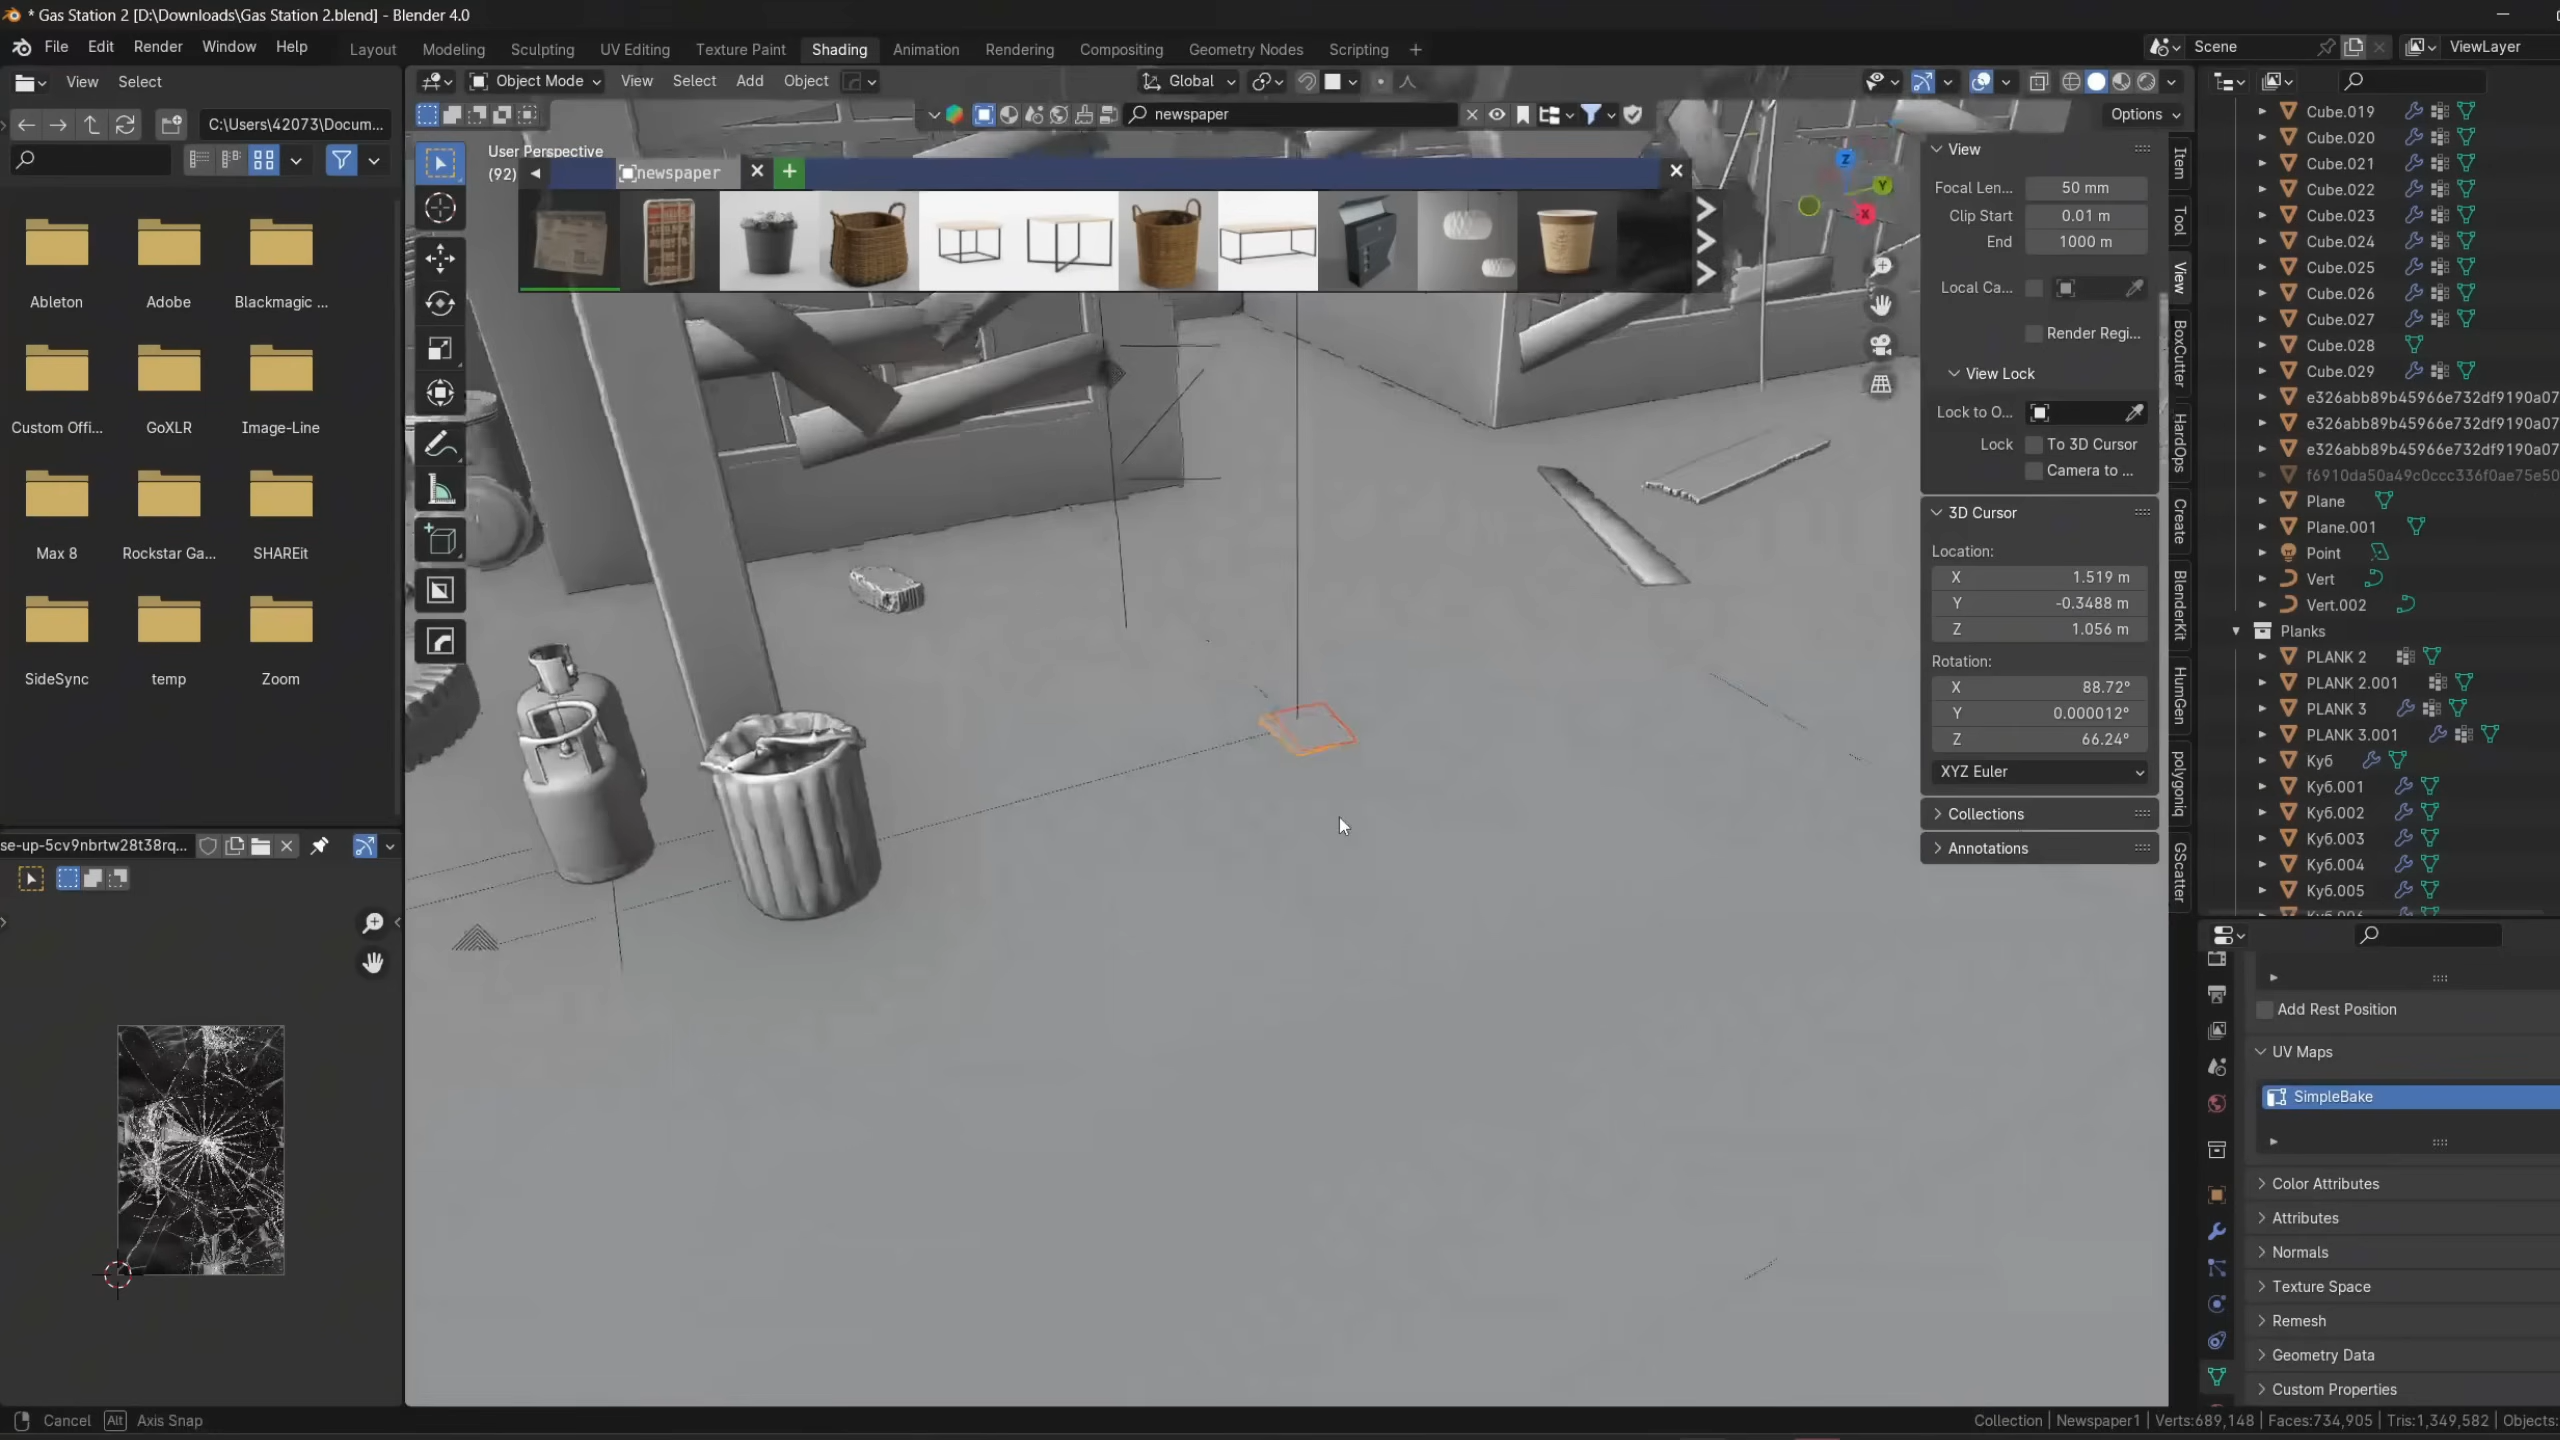 * Gas Station 2 [D:\Downloads\Gas Station 2.blend] - Blender 4.0
File Edit Render Window Help
Layout Modeling Sculpting UV Editing Texture Paint Shading Animation Rendering Compositing Geometry Nodes Scripting +
Scene
ViewLayer
View Select
Object Mode View Select Add Object
Global
C:\Users\42073\Docum...
newspaper
Options
User Perspective
(92)
newspaper
Ableton
Adobe
Blackmagic ...
Custom Offi...
GoXLR
Image-Line
Max 8
Rockstar Ga...
SHAREit
SideSync
temp
Zoom
se-up-5cv9nbrtw28t38rq...
Z
Y
X
View
Focal Len... 50 mm
Clip Start 0.01 m
End 1000 m
Local Ca...
Render Regi...
View Lock
Lock to O...
Lock To 3D Cursor
Camera to ...
3D Cursor
Location:
X 1.519 m
Y -0.3488 m
Z 1.056 m
Rotation:
X 88.72°
Y 0.000012°
Z 66.24°
XYZ Euler
Collections
Annotations
Item
Tool
View
BoxCutter
HardOps
Create
BlenderKit
HumGen
polygoniq
GScatter
Cube.019
Cube.020
Cube.021
Cube.022
Cube.023
Cube.024
Cube.025
Cube.026
Cube.027
Cube.028
Cube.029
e326abb89b45966e732df9190a07
e326abb89b45966e732df9190a07
e326abb89b45966e732df9190a07
f6910da50a49c0ccc336f0ae75e50
Plane
Plane.001
Point
Vert
Vert.002
Planks
PLANK 2
PLANK 2.001
PLANK 3
PLANK 3.001
Куб
Куб.001
Куб.002
Куб.003
Куб.004
Куб.005
Куб.006
Add Rest Position
UV Maps
SimpleBake
Color Attributes
Attributes
Normals
Texture Space
Remesh
Geometry Data
Custom Properties
Cancel Alt Axis Snap
Collection | Newspaper1 | Verts:689,148 | Faces:734,905 | Tris:1,349,582 | Objects: